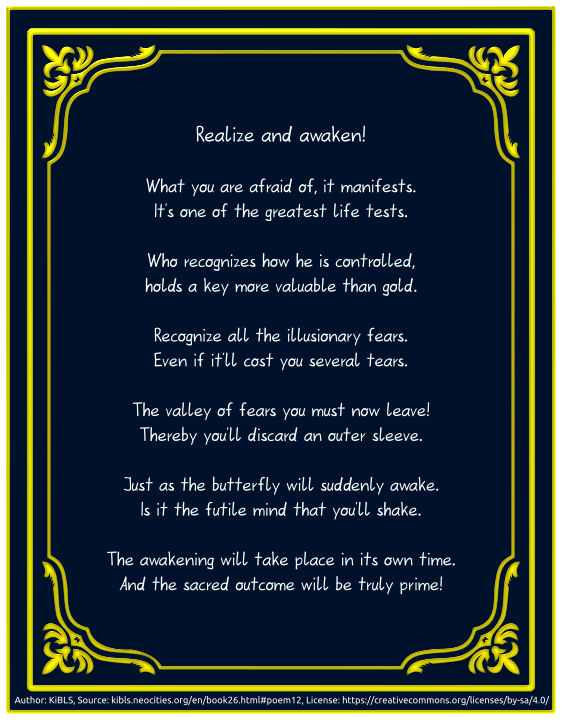 Realize and awaken!
What you are afraid of, it manifests.
It's one of the greatest life tests.
Who recognizes how he is controlled,
holds a key more valuable than gold.
Recognize all the illusionary fears.
Even if it'll cost you several tears.
The valley of fears you must now leave!
Thereby you'll discard an outer sleeve.
Just as the butterfly will suddenly awake.
Is it the futile mind that you'll shake.
The awakening will take place in its own time.
And the sacred outcome will be truly prime!
Author: KiBLS, Source: kibls.neocities.org/en/book26.html#poem12, License: https://creativecommons.org/licenses/by-sa/4.0/